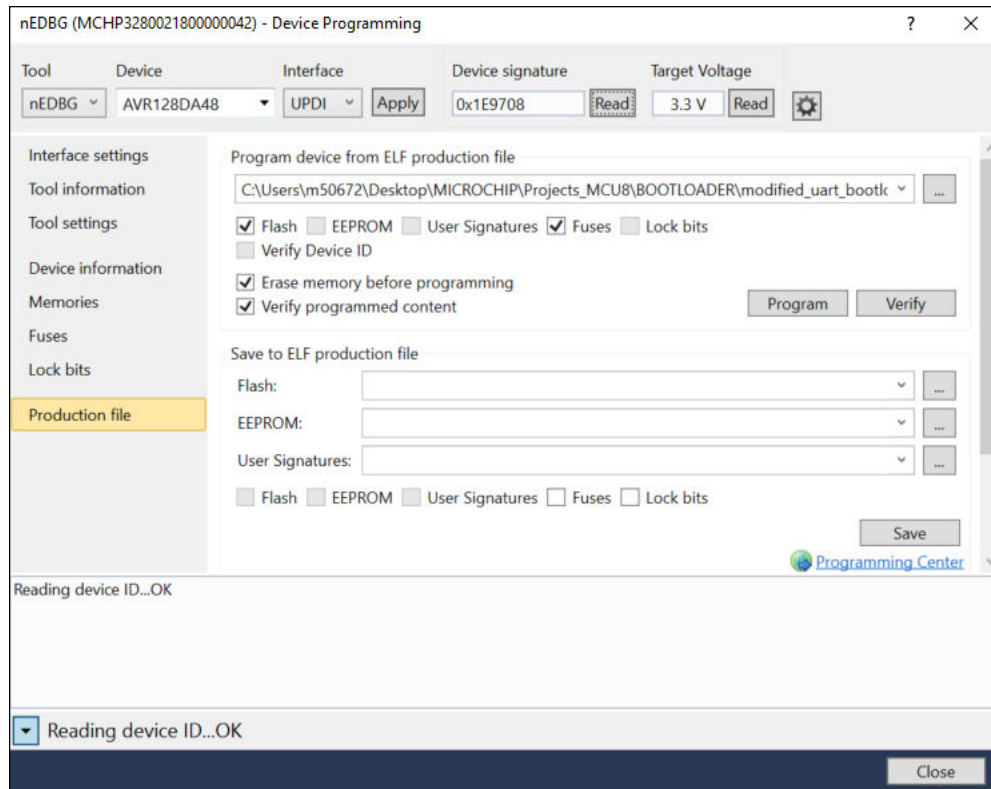 nEDBG (MCHP3280021800000042) - Device Programming ? ×
Tool Device Interface Device signature Target Voltage
nEDBG AVR128DA48 UPDI Apply 0x1E9708 Read 3.3 V Read
Interface settings
Tool information
Tool settings
Device information
Memories
Fuses
Lock bits
Production file
Program device from ELF production file
C:\Users\m50672\Desktop\MICROCHIP\Projects_MCU8\BOOTLOADER\modified_uart_bootlc ...
Flash EEPROM User Signatures Fuses Lock bits
Verify Device ID
Erase memory before programming
Verify programmed content
Program Verify
Save to ELF production file
Flash: ...
EEPROM: ...
User Signatures: ...
Flash EEPROM User Signatures Fuses Lock bits
Save
Programming Center
Reading device ID...OK
Reading device ID...OK
Close